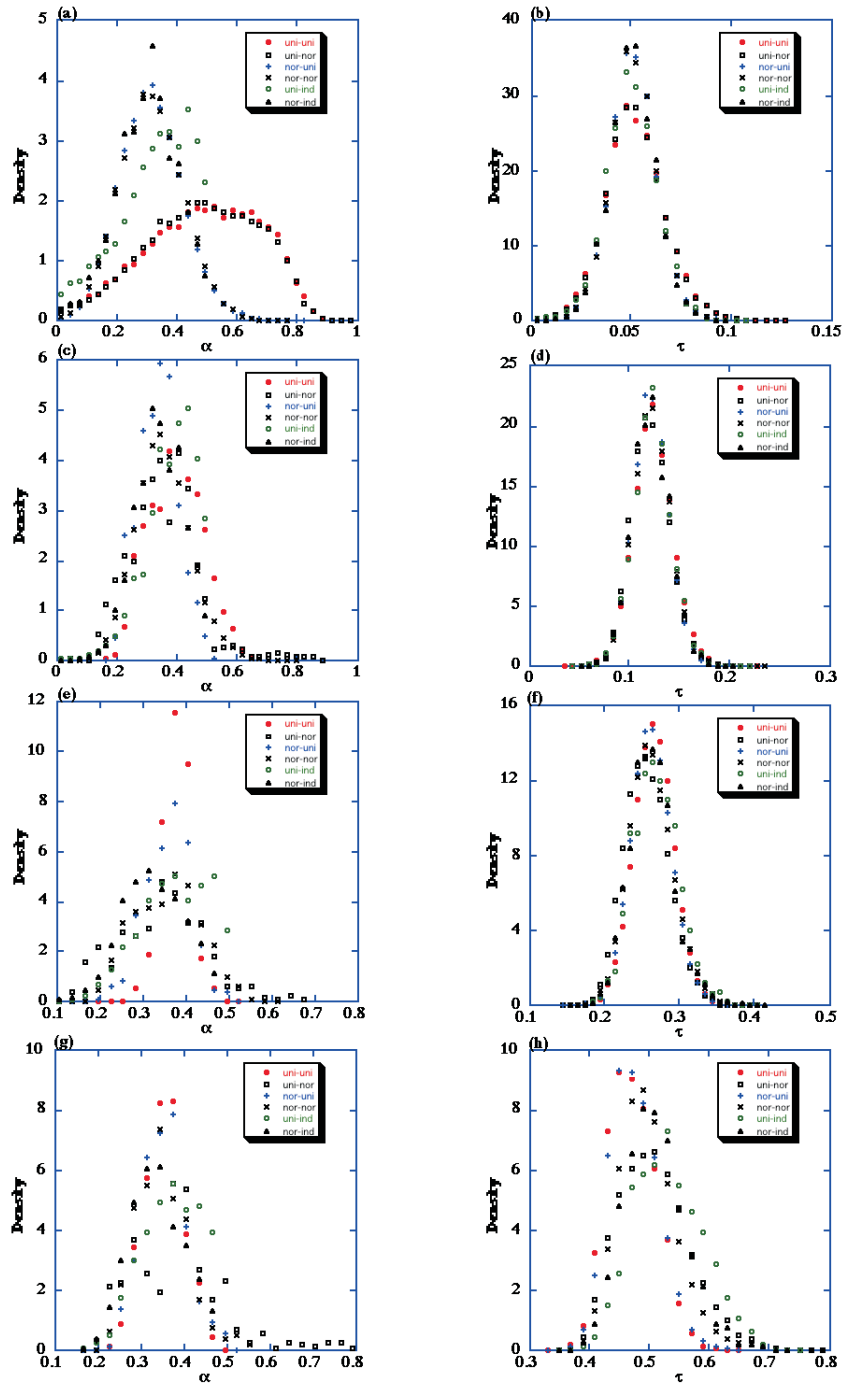 (a)
5
4
3
2
1
0
Density
uni-uni
uni-nor
nor-uni
nor-nor
uni-ind
nor-ind
0 0.2 0.4 0.6 0.8 1
α
(b)
40
30
20
10
0
Density
uni-uni
uni-nor
nor-uni
nor-nor
uni-ind
nor-ind
0 0.05 0.1 0.15
τ
(c)
6
5
4
3
2
1
0
Density
uni-uni
uni-nor
nor-uni
nor-nor
uni-ind
nor-ind
0 0.2 0.4 0.6 0.8 1
α
(d)
25
20
15
10
5
0
Density
uni-uni
uni-nor
nor-uni
nor-nor
uni-ind
nor-ind
0 0.1 0.2 0.3
τ
(e)
12
10
8
6
4
2
0
Density
uni-uni
uni-nor
nor-uni
nor-nor
uni-ind
nor-ind
0.1 0.2 0.3 0.4 0.5 0.6 0.7 0.8
α
(f)
16
12
8
4
0
Density
uni-uni
uni-nor
nor-uni
nor-nor
uni-ind
nor-ind
0.1 0.2 0.3 0.4 0.5
τ
(g)
10
8
6
4
2
0
Density
uni-uni
uni-nor
nor-uni
nor-nor
uni-ind
nor-ind
0.1 0.2 0.3 0.4 0.5 0.6 0.7 0.8
α
(h)
10
8
6
4
2
0
Density
uni-uni
uni-nor
nor-uni
nor-nor
uni-ind
nor-ind
0.3 0.4 0.5 0.6 0.7 0.8
τ